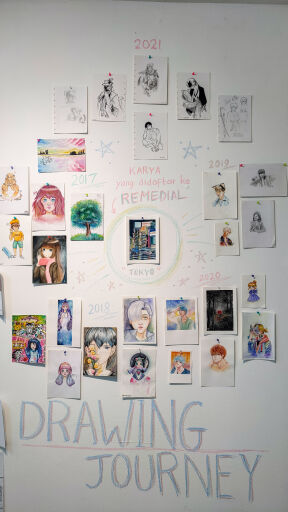 2021
KARYA
yang didaftar ke
REMEDIAL
2017
2019
TOKYO
2020
2018
DRAWING
JOURNEY